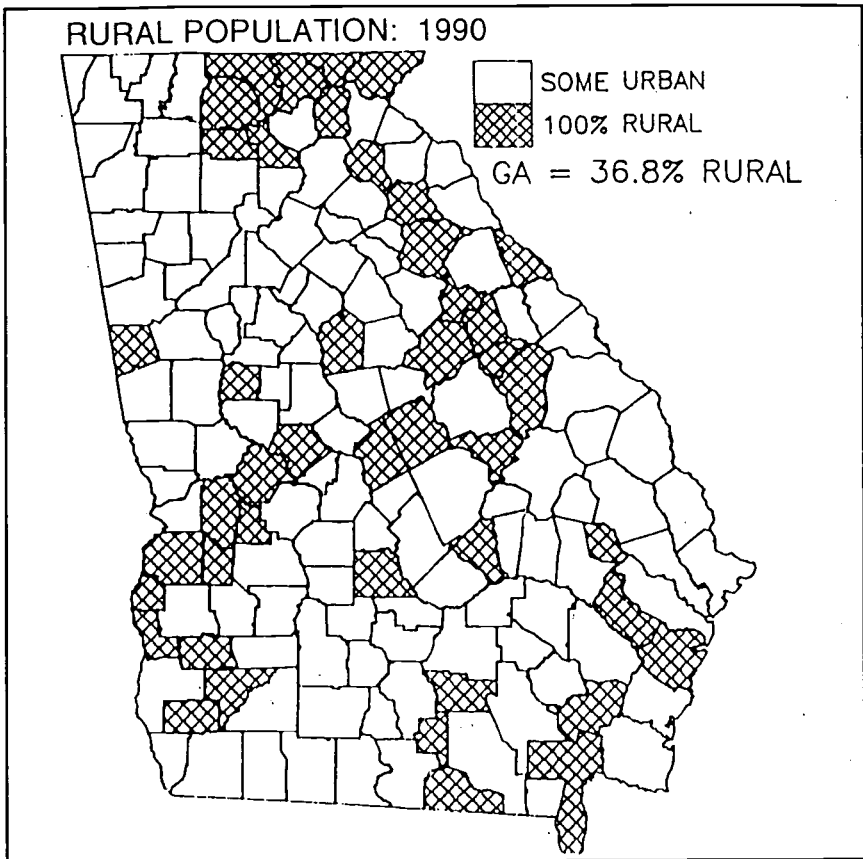 RURAL POPULATION: 1990
SOME URBAN
100% RURAL
GA = 36.8% RURAL